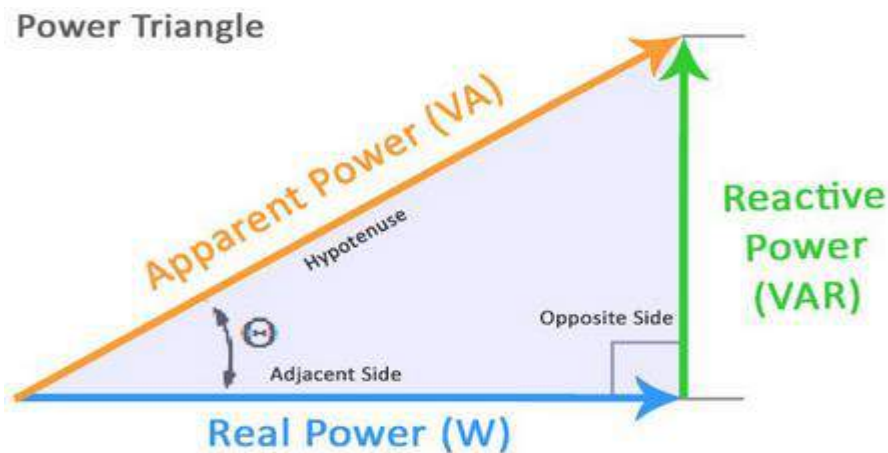 Power Triangle
Apparent Power (VA)
Hypotenuse
Reactive
Power
(VAR)
Opposite Side
Θ
Adjacent Side
Real Power (W)